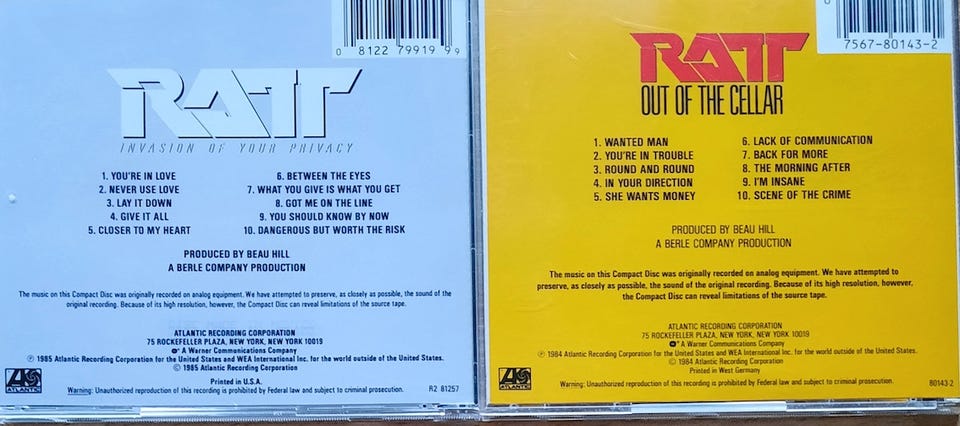 0 8122 79919 9 9
RATT
INVASION OF YOUR PRIVACY
1. YOU'RE IN LOVE
2. NEVER USE LOVE
3. LAY IT DOWN
4. GIVE IT ALL
5. CLOSER TO MY HEART
6. BETWEEN THE EYES
7. WHAT YOU GIVE IS WHAT YOU GET
8. GOT ME ON THE LINE
9. YOU SHOULD KNOW BY NOW
10. DANGEROUS BUT WORTH THE RISK
PRODUCED BY BEAU HILL
A BERLE COMPANY PRODUCTION
The music on this Compact Disc was originally recorded on analog equipment. We have attempted to preserve, as closely as possible, the sound of the
original recording. Because of its high resolution, however, the Compact Disc can reveal limitations of the source tape.
ATLANTIC RECORDING CORPORATION
75 ROCKEFELLER PLAZA, NEW YORK, NEW YORK 10019
A Warner Communications Company
℗ 1985 Atlantic Recording Corporation for the United States and WEA International Inc. for the world outside of the United States.
© 1985 Atlantic Recording Corporation
Printed in U.S.A.
ATLANTIC
Warning: Unauthorized reproduction of this recording is prohibited by Federal law and subject to criminal prosecution.
R2 81257
7567-80143-2
RATT
OUT OF THE CELLAR
1. WANTED MAN
2. YOU'RE IN TROUBLE
3. ROUND AND ROUND
4. IN YOUR DIRECTION
5. SHE WANTS MONEY
6. LACK OF COMMUNICATION
7. BACK FOR MORE
8. THE MORNING AFTER
9. I'M INSANE
10. SCENE OF THE CRIME
PRODUCED BY BEAU HILL
A BERLE COMPANY PRODUCTION
The music on this Compact Disc was originally recorded on analog equipment. We have attempted to
preserve, as closely as possible, the sound of the original recording. Because of its high resolution, however,
the Compact Disc can reveal limitations of the source tape.
ATLANTIC RECORDING CORPORATION
75 ROCKEFELLER PLAZA, NEW YORK, NEW YORK 10019
A Warner Communications Company
℗ 1984 Atlantic Recording Corporation for the United States and WEA International Inc. for the world outside of the United States.
© 1984 Atlantic Recording Corporation
Printed in West Germany
ATLANTIC
Warning: Unauthorized reproduction of this recording is prohibited by Federal law and subject to criminal prosecution.
80143-2